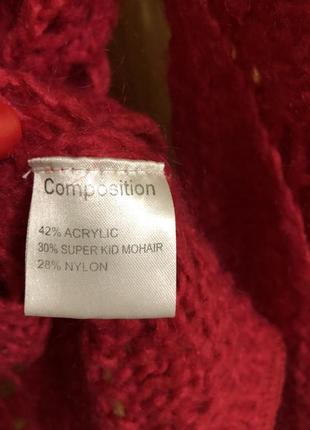 Composition
42% ACRYLIC
30% SUPER KID MOHAIR
28% NYLON